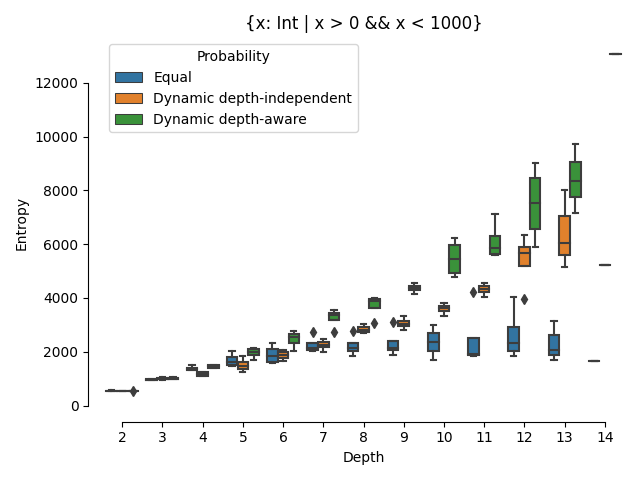 {x: Int | x > 0 && x < 1000}
Probability
Equal
Dynamic depth-independent
Dynamic depth-aware
Entropy
12000
10000
8000
6000
4000
2000
0
2 3 4 5 6 7 8 9 10 11 12 13 14
Depth